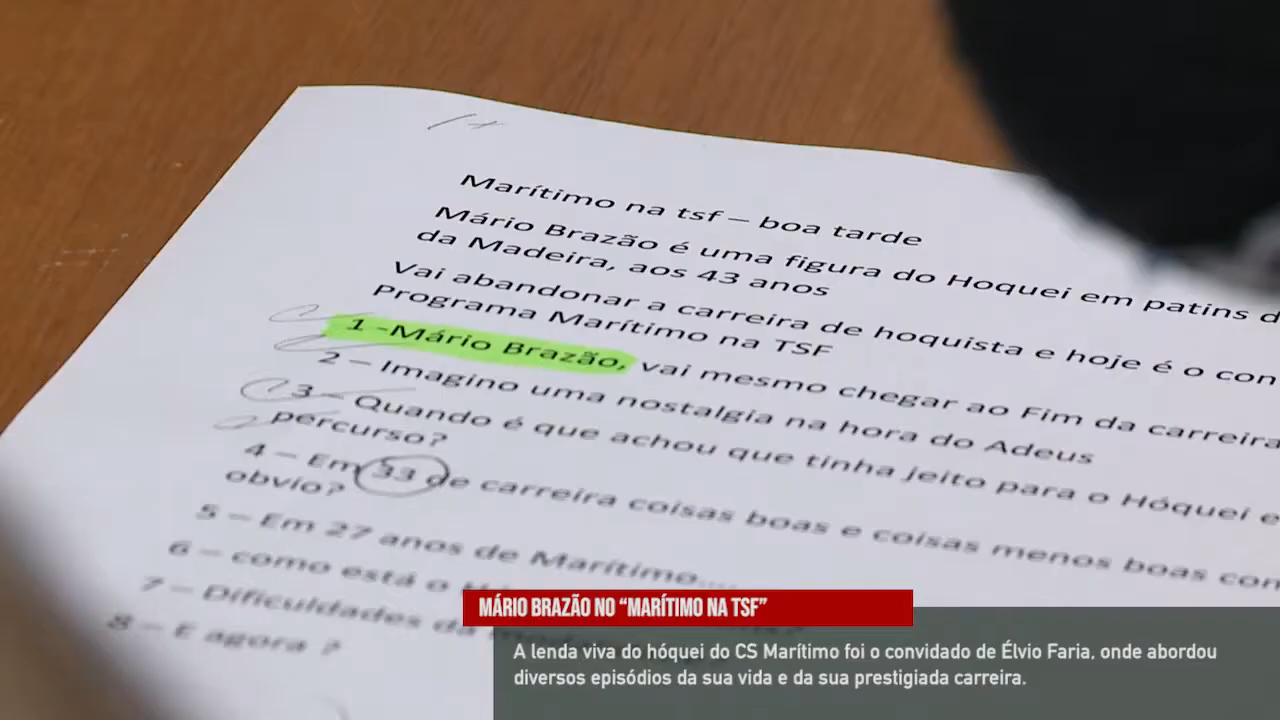 Marítimo na tsf – boa tarde
Mário Brazão é uma figura do Hoquei em patins d
da Madeira, aos 43 anos
Vai abandonar a carreira de hoquista e hoje é o con
Programa Marítimo na TSF
1 -Mário Brazão, vai mesmo chegar ao Fim da carreira
2 – Imagino uma nostalgia na hora do Adeus
3 – Quando é que achou que tinha jeito para o Hóquei e
percurso?
4 – Em 33 de carreira coisas boas e coisas menos boas com
obvío?
5 – Em 27 anos de Marítimo....
6 – como está o
7 – Dificuldades da
8 – E agora ?
MÁRIO BRAZÃO NO “MARÍTIMO NA TSF”
A lenda viva do hóquei do CS Marítimo foi o convidado de Élvio Faria, onde abordou
diversos episódios da sua vida e da sua prestigiada carreira.